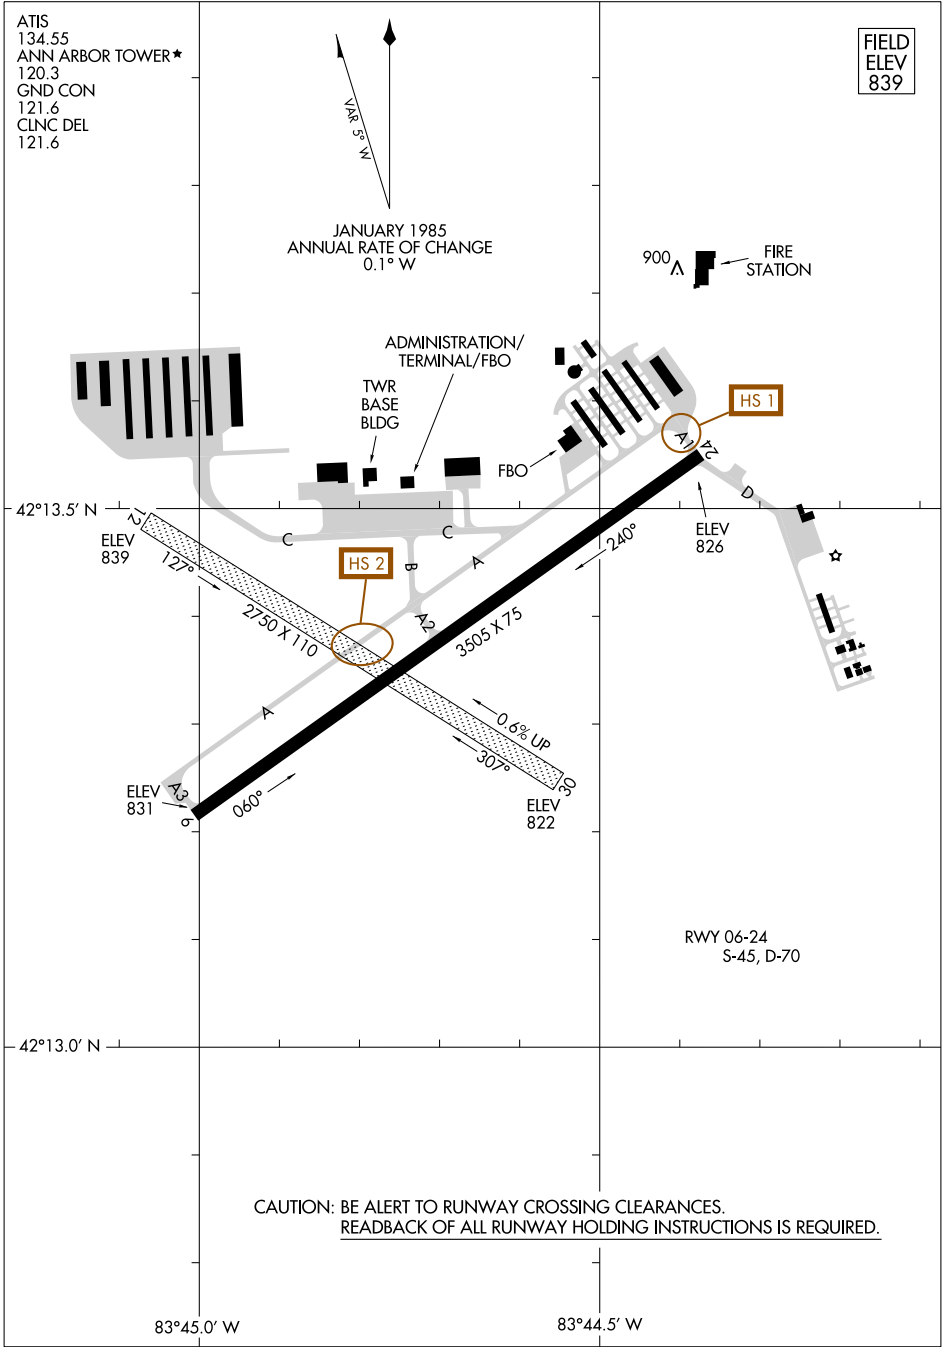 ATIS
134.55
ANN ARBOR TOWER★
120.3
GND CON
121.6
CLNC DEL
121.6
FIELD
ELEV
839
VAR 5° W
JANUARY 1985
ANNUAL RATE OF CHANGE
0.1° W
900
FIRE
STATION
ADMINISTRATION/
TERMINAL/FBO
TWR
BASE
BLDG
HS 1
FBO
A1
24
D
42°13.5' N
12
ELEV
839
127°
2750 X 110
C
C
B
A
HS 2
A2
240°
ELEV
826
3505 X 75
A
0.6% UP
307°
30
ELEV
822
A3
ELEV
831
6
060°
RWY 06-24
S-45, D-70
42°13.0' N
CAUTION: BE ALERT TO RUNWAY CROSSING CLEARANCES.
READBACK OF ALL RUNWAY HOLDING INSTRUCTIONS IS REQUIRED.
83°45.0' W
83°44.5' W